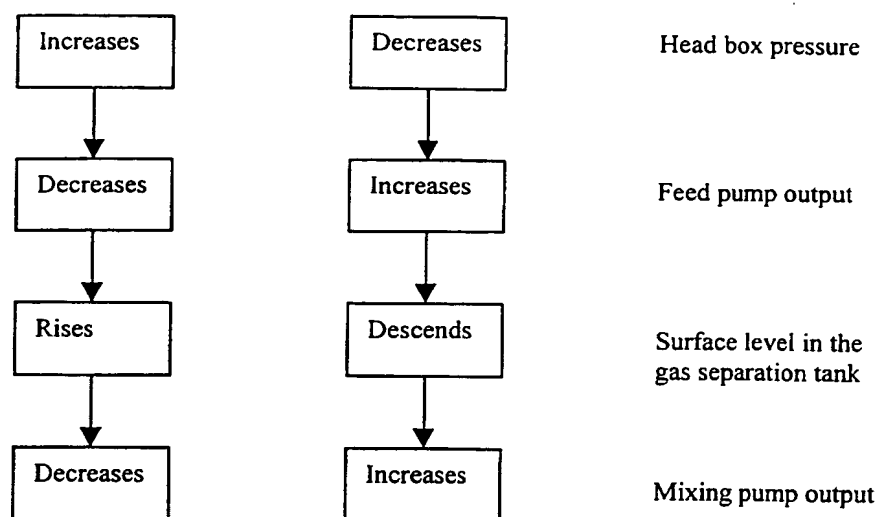 Increases
Decreases
Head box pressure
Decreases
Increases
Feed pump output
Rises
Descends
Surface level in the
gas separation tank
Decreases
Increases
Mixing pump output